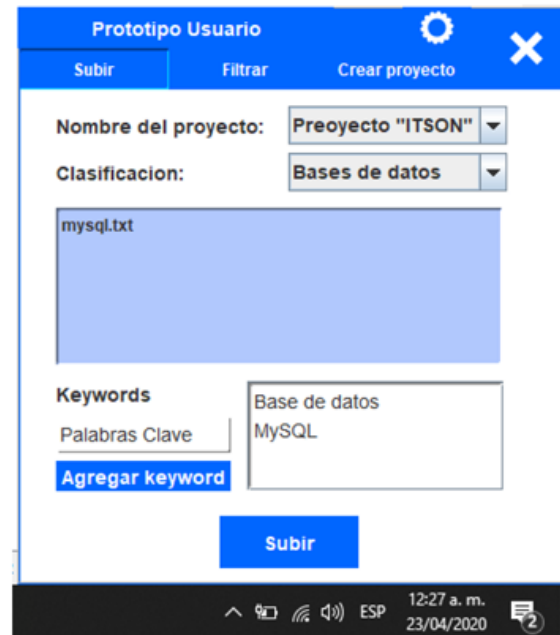 Prototipo Usuario
Subir Filtrar Crear proyecto
Nombre del proyecto: Preoyecto "ITSON"
Clasificacion: Bases de datos
mysql.txt
Keywords
Palabras Clave
Agregar keyword
Base de datos
MySQL
Subir
ESP
12:27 a. m.
23/04/2020
2